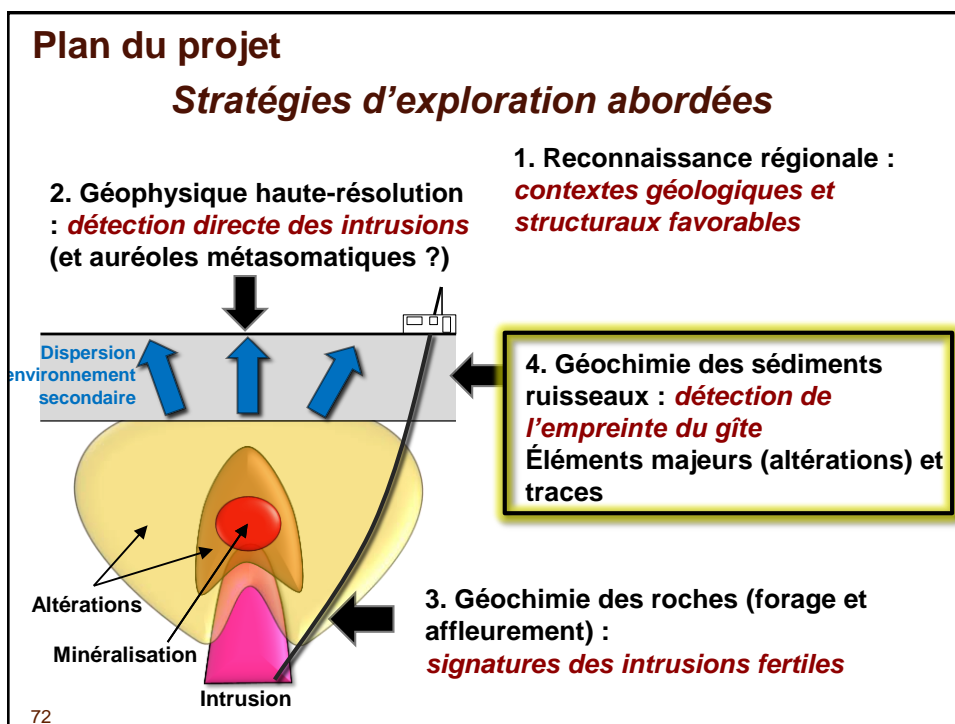 Plan du projet
Stratégies d'exploration abordées
1. Reconnaissance régionale :
contextes géologiques et
structuraux favorables
2. Géophysique haute-résolution
: détection directe des intrusions
(et auréoles métasomatiques ?)
Dispersion
environnement
secondaire
4. Géochimie des sédiments
ruisseaux : détection de
l'empreinte du gîte
Éléments majeurs (altérations) et
traces
Altérations
Minéralisation
Intrusion
3. Géochimie des roches (forage et
affleurement) :
signatures des intrusions fertiles
72